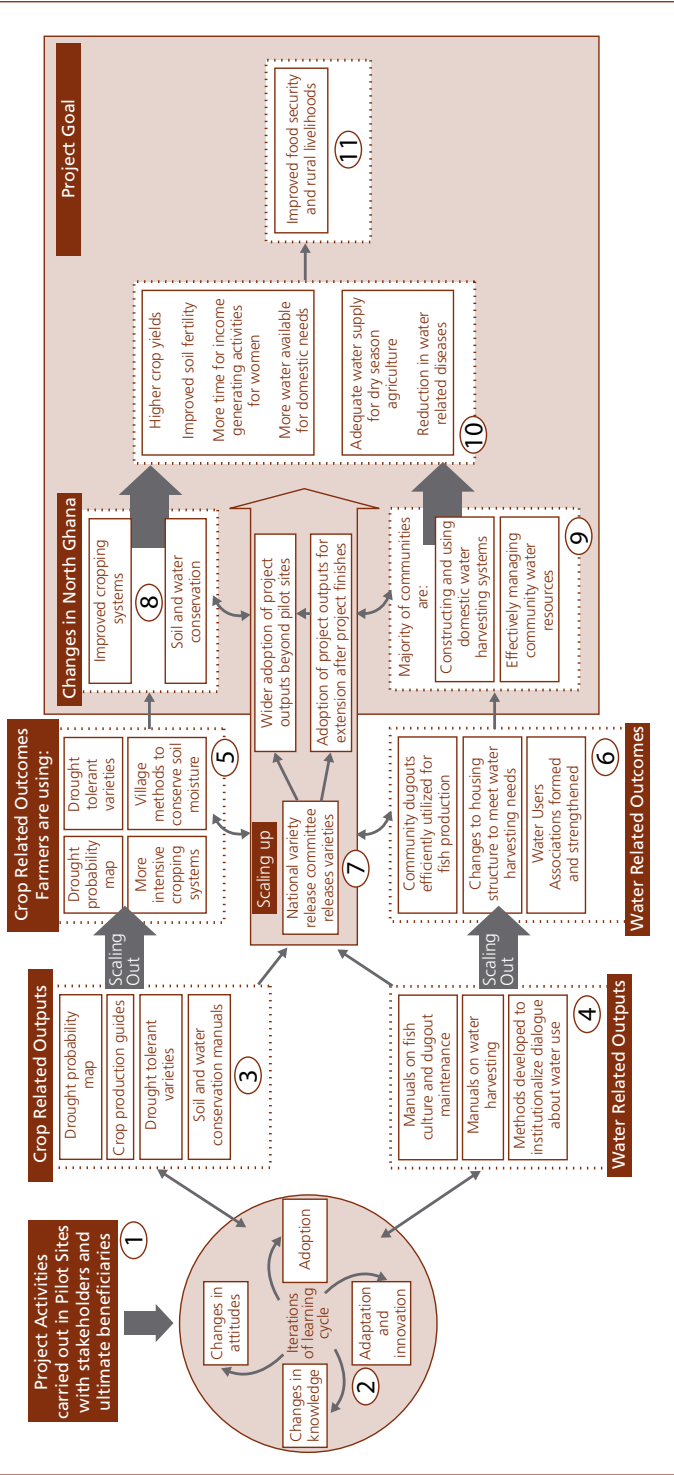 Project Activities
carried out in Pilot Sites
with stakeholders and
ultimate beneficiaries
1
Changes in
attitudes
Adoption
Iterations
of learning
cycle
Changes in
knowledge
Adaptation
and
innovation
2
Crop Related Outputs
Drought probability
map
Crop production guides
Drought tolerant
varieties
Soil and water
conservation manuals
3
Manuals on fish
culture and dugout
maintenance
Manuals on water
harvesting
Methods developed to
institutionalize dialogue
about water use
4
Water Related Outputs
Scaling
Out
Scaling
Out
Crop Related Outcomes
Farmers are using:
Drought
probability
map
Drought
tolerant
varieties
More
intensive
cropping
systems
Village
methods to
conserve soil
moisture
5
Scaling up
National variety
release committee
releases varieties
7
Wider adoption of project
outputs beyond pilot sites
Adoption of project outputs for
extension after project finishes
Community dugouts
efficiently utilized for
fish production
Changes to housing
structure to meet water
harvesting needs
Water Users
Associations formed
and strengthened
6
Water Related Outcomes
Changes in North Ghana
Improved cropping
systems
8
Soil and water
conservation
Majority of communities
are:
Constructing and using
domestic water
harvesting systems
Effectively managing
community water
resources
9
Higher crop yields
Improved soil fertility
More time for income
generating activities
for women
More water available
for domestic needs
Adequate water supply
for dry season
agriculture
Reduction in water
related diseases
10
Project Goal
Improved food security
and rural livelihoods
11